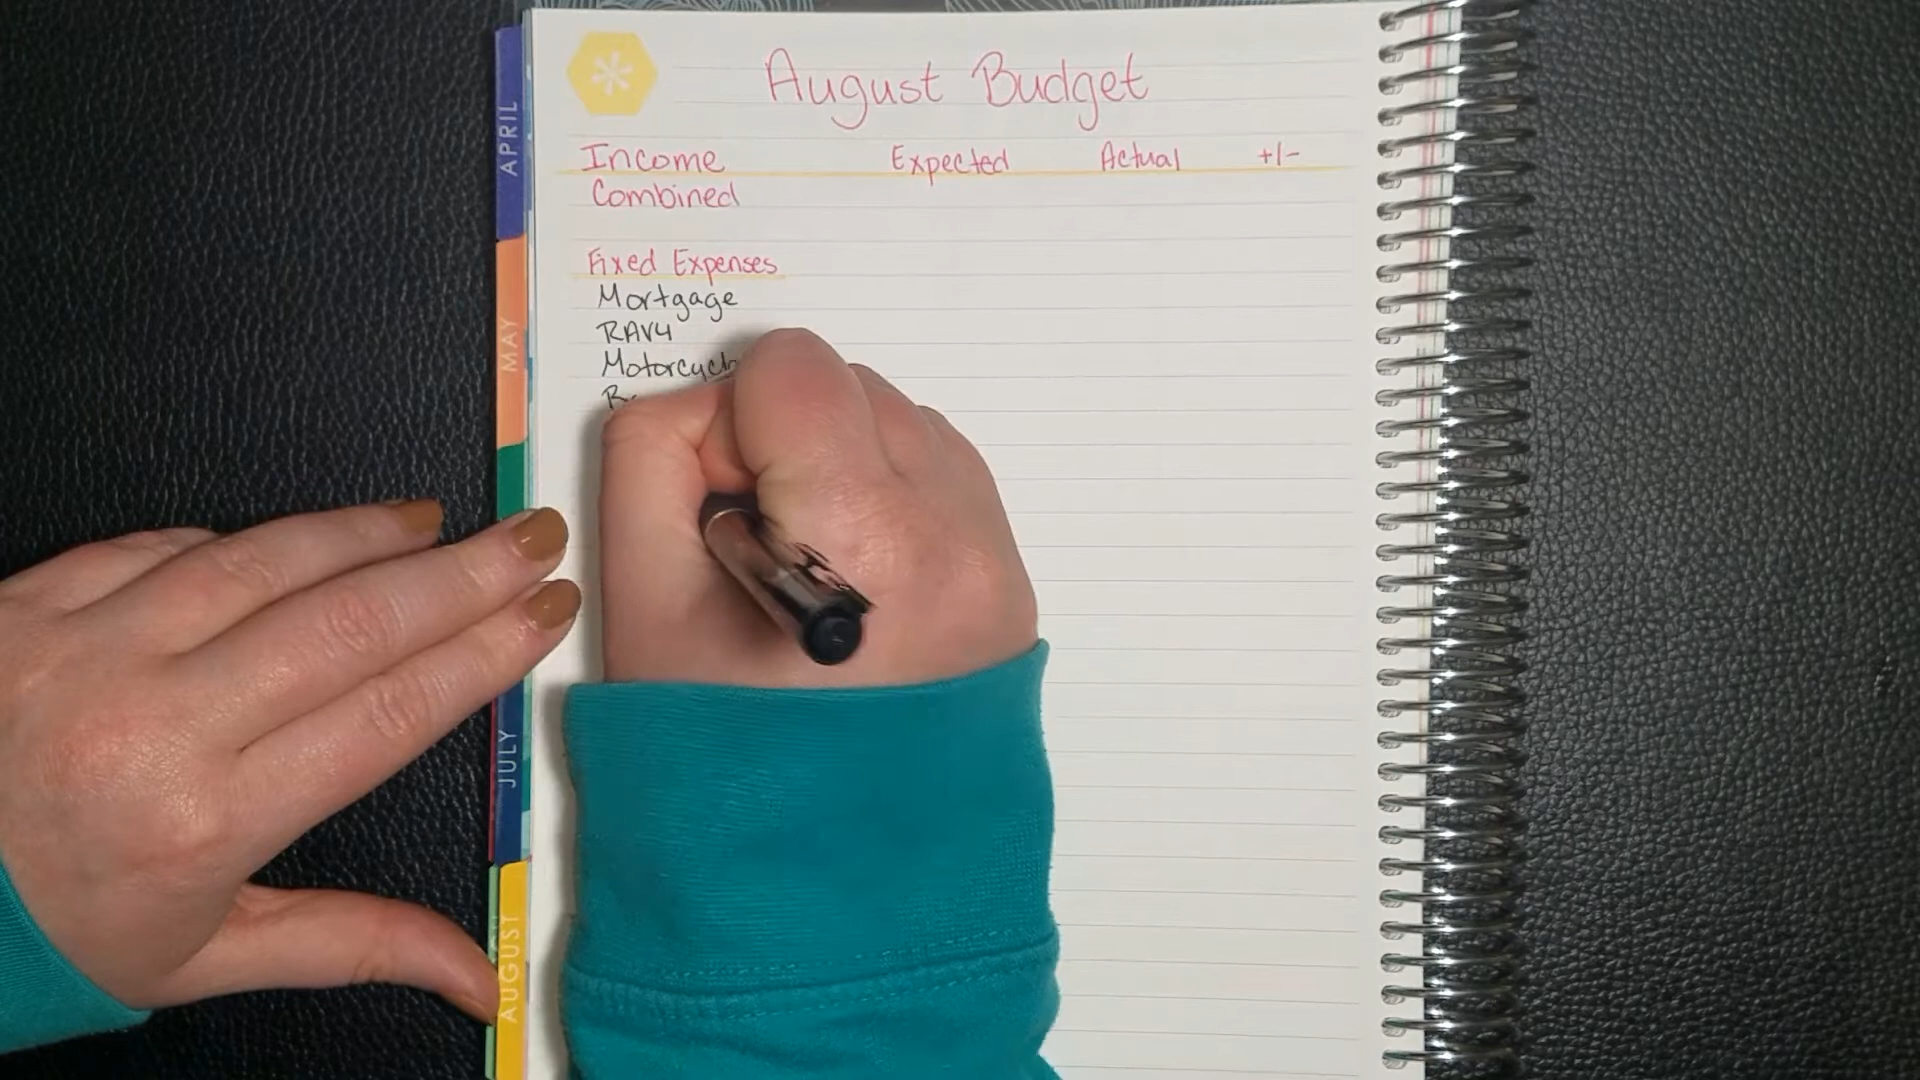 August Budget
Income Expected Actual +/-
Combined
Fixed Expenses
Mortgage
RAV4
APRIL
MAY
JULY
AUGUST